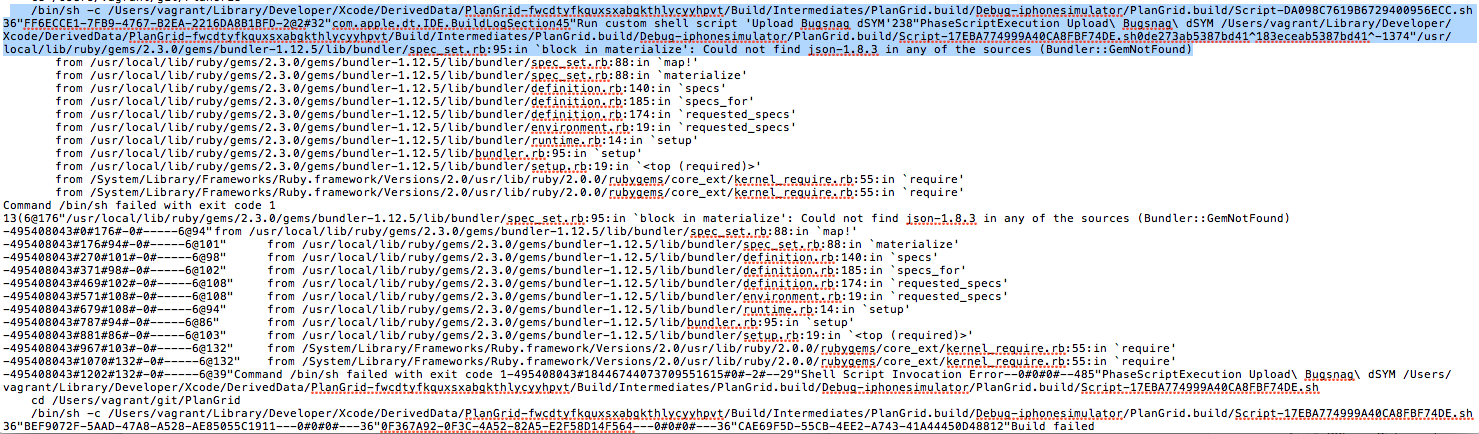 /bin/sh -c /Users/vagrant/Library/Developer/Xcode/DerivedData/PlanGrid-fwcdtyfkquxsxabqkthlycyyhpvt/Build/Intermediates/PlanGrid.build/Debug-iphonesimulator/PlanGrid.build/Script-DA098C7619B6729400956ECC.sh
36"FF6ECCE1-7FB9-4767-B2EA-2216DA8B1BFD-2@2#32"com.apple.dt.IDE.BuildLogSection45"Run custom shell script 'Upload Bugsnag dSYM'238"PhaseScriptExecution Upload\ Bugsnag\ dSYM /Users/vagrant/Library/Developer/
Xcode/DerivedData/PlanGrid-fwcdtyfkquxsxabqkthlycyyhpvt/Build/Intermediates/PlanGrid.build/Debug-iphonesimulator/PlanGrid.build/Script-17EBA774999A40CA8FBF74DE.sh0de273ab5387bd41^183eceab5387bd41^-1374"/usr/
local/lib/ruby/gems/2.3.0/gems/bundler-1.12.5/lib/bundler/spec_set.rb:95:in `block in materialize': Could not find json-1.8.3 in any of the sources (Bundler::GemNotFound)
from /usr/local/lib/ruby/gems/2.3.0/gems/bundler-1.12.5/lib/bundler/spec_set.rb:88:in `map!'
from /usr/local/lib/ruby/gems/2.3.0/gems/bundler-1.12.5/lib/bundler/spec_set.rb:88:in `materialize'
from /usr/local/lib/ruby/gems/2.3.0/gems/bundler-1.12.5/lib/bundler/definition.rb:140:in `specs'
from /usr/local/lib/ruby/gems/2.3.0/gems/bundler-1.12.5/lib/bundler/definition.rb:185:in `specs_for'
from /usr/local/lib/ruby/gems/2.3.0/gems/bundler-1.12.5/lib/bundler/definition.rb:174:in `requested_specs'
from /usr/local/lib/ruby/gems/2.3.0/gems/bundler-1.12.5/lib/bundler/environment.rb:19:in `requested_specs'
from /usr/local/lib/ruby/gems/2.3.0/gems/bundler-1.12.5/lib/bundler/runtime.rb:14:in `setup'
from /usr/local/lib/ruby/gems/2.3.0/gems/bundler-1.12.5/lib/bundler.rb:95:in `setup'
from /usr/local/lib/ruby/gems/2.3.0/gems/bundler-1.12.5/lib/bundler/setup.rb:19:in `<top (required)>'
from /System/Library/Frameworks/Ruby.framework/Versions/2.0/usr/lib/ruby/2.0.0/rubygems/core_ext/kernel_require.rb:55:in `require'
from /System/Library/Frameworks/Ruby.framework/Versions/2.0/usr/lib/ruby/2.0.0/rubygems/core_ext/kernel_require.rb:55:in `require'
Command /bin/sh failed with exit code 1
13(6@176"/usr/local/lib/ruby/gems/2.3.0/gems/bundler-1.12.5/lib/bundler/spec_set.rb:95:in `block in materialize': Could not find json-1.8.3 in any of the sources (Bundler::GemNotFound)
-495408043#0#176#-0#-----6@94"from /usr/local/lib/ruby/gems/2.3.0/gems/bundler-1.12.5/lib/bundler/spec_set.rb:88:in `map!'
-495408043#176#94#-0#-----6@101" from /usr/local/lib/ruby/gems/2.3.0/gems/bundler-1.12.5/lib/bundler/spec_set.rb:88:in `materialize'
-495408043#270#101#-0#-----6@98" from /usr/local/lib/ruby/gems/2.3.0/gems/bundler-1.12.5/lib/bundler/definition.rb:140:in `specs'
-495408043#371#98#-0#-----6@102" from /usr/local/lib/ruby/gems/2.3.0/gems/bundler-1.12.5/lib/bundler/definition.rb:185:in `specs_for'
-495408043#469#102#-0#-----6@108" from /usr/local/lib/ruby/gems/2.3.0/gems/bundler-1.12.5/lib/bundler/definition.rb:174:in `requested_specs'
-495408043#571#108#-0#-----6@108" from /usr/local/lib/ruby/gems/2.3.0/gems/bundler-1.12.5/lib/bundler/environment.rb:19:in `requested_specs'
-495408043#679#108#-0#-----6@94" from /usr/local/lib/ruby/gems/2.3.0/gems/bundler-1.12.5/lib/bundler/runtime.rb:14:in `setup'
-495408043#787#94#-0#-----6@86" from /usr/local/lib/ruby/gems/2.3.0/gems/bundler-1.12.5/lib/bundler.rb:95:in `setup'
-495408043#881#86#-0#-----6@103" from /usr/local/lib/ruby/gems/2.3.0/gems/bundler-1.12.5/lib/bundler/setup.rb:19:in `<top (required)>'
-495408043#967#103#-0#-----6@132" from /System/Library/Frameworks/Ruby.framework/Versions/2.0/usr/lib/ruby/2.0.0/rubygems/core_ext/kernel_require.rb:55:in `require'
-495408043#1070#132#-0#-----6@132" from /System/Library/Frameworks/Ruby.framework/Versions/2.0/usr/lib/ruby/2.0.0/rubygems/core_ext/kernel_require.rb:55:in `require'
-495408043#1202#132#-0#-----6@39"Command /bin/sh failed with exit code 1-495408043#18446744073709551615#0#-2#--29"Shell Script Invocation Error-0#0#0#--485"PhaseScriptExecution Upload\ Bugsnag\ dSYM /Users/
vagrant/Library/Developer/Xcode/DerivedData/PlanGrid-fwcdtyfkquxsxabqkthlycyyhpvt/Build/Intermediates/PlanGrid.build/Debug-iphonesimulator/PlanGrid.build/Script-17EBA774999A40CA8FBF74DE.sh
cd /Users/vagrant/git/PlanGrid
/bin/sh -c /Users/vagrant/Library/Developer/Xcode/DerivedData/PlanGrid-fwcdtyfkquxsxabqkthlycyyhpvt/Build/Intermediates/PlanGrid.build/Debug-iphonesimulator/PlanGrid.build/Script-17EBA774999A40CA8FBF74DE.sh
36"BEF9072F-5AAD-47A8-A528-AE85055C1911---0#0#0#---36"0F367A92-0F3C-4A52-82A5-E2F58D14F564---0#0#0#---36"CAE69F5D-55CB-4EE2-A743-41A44450D48812"Build failed